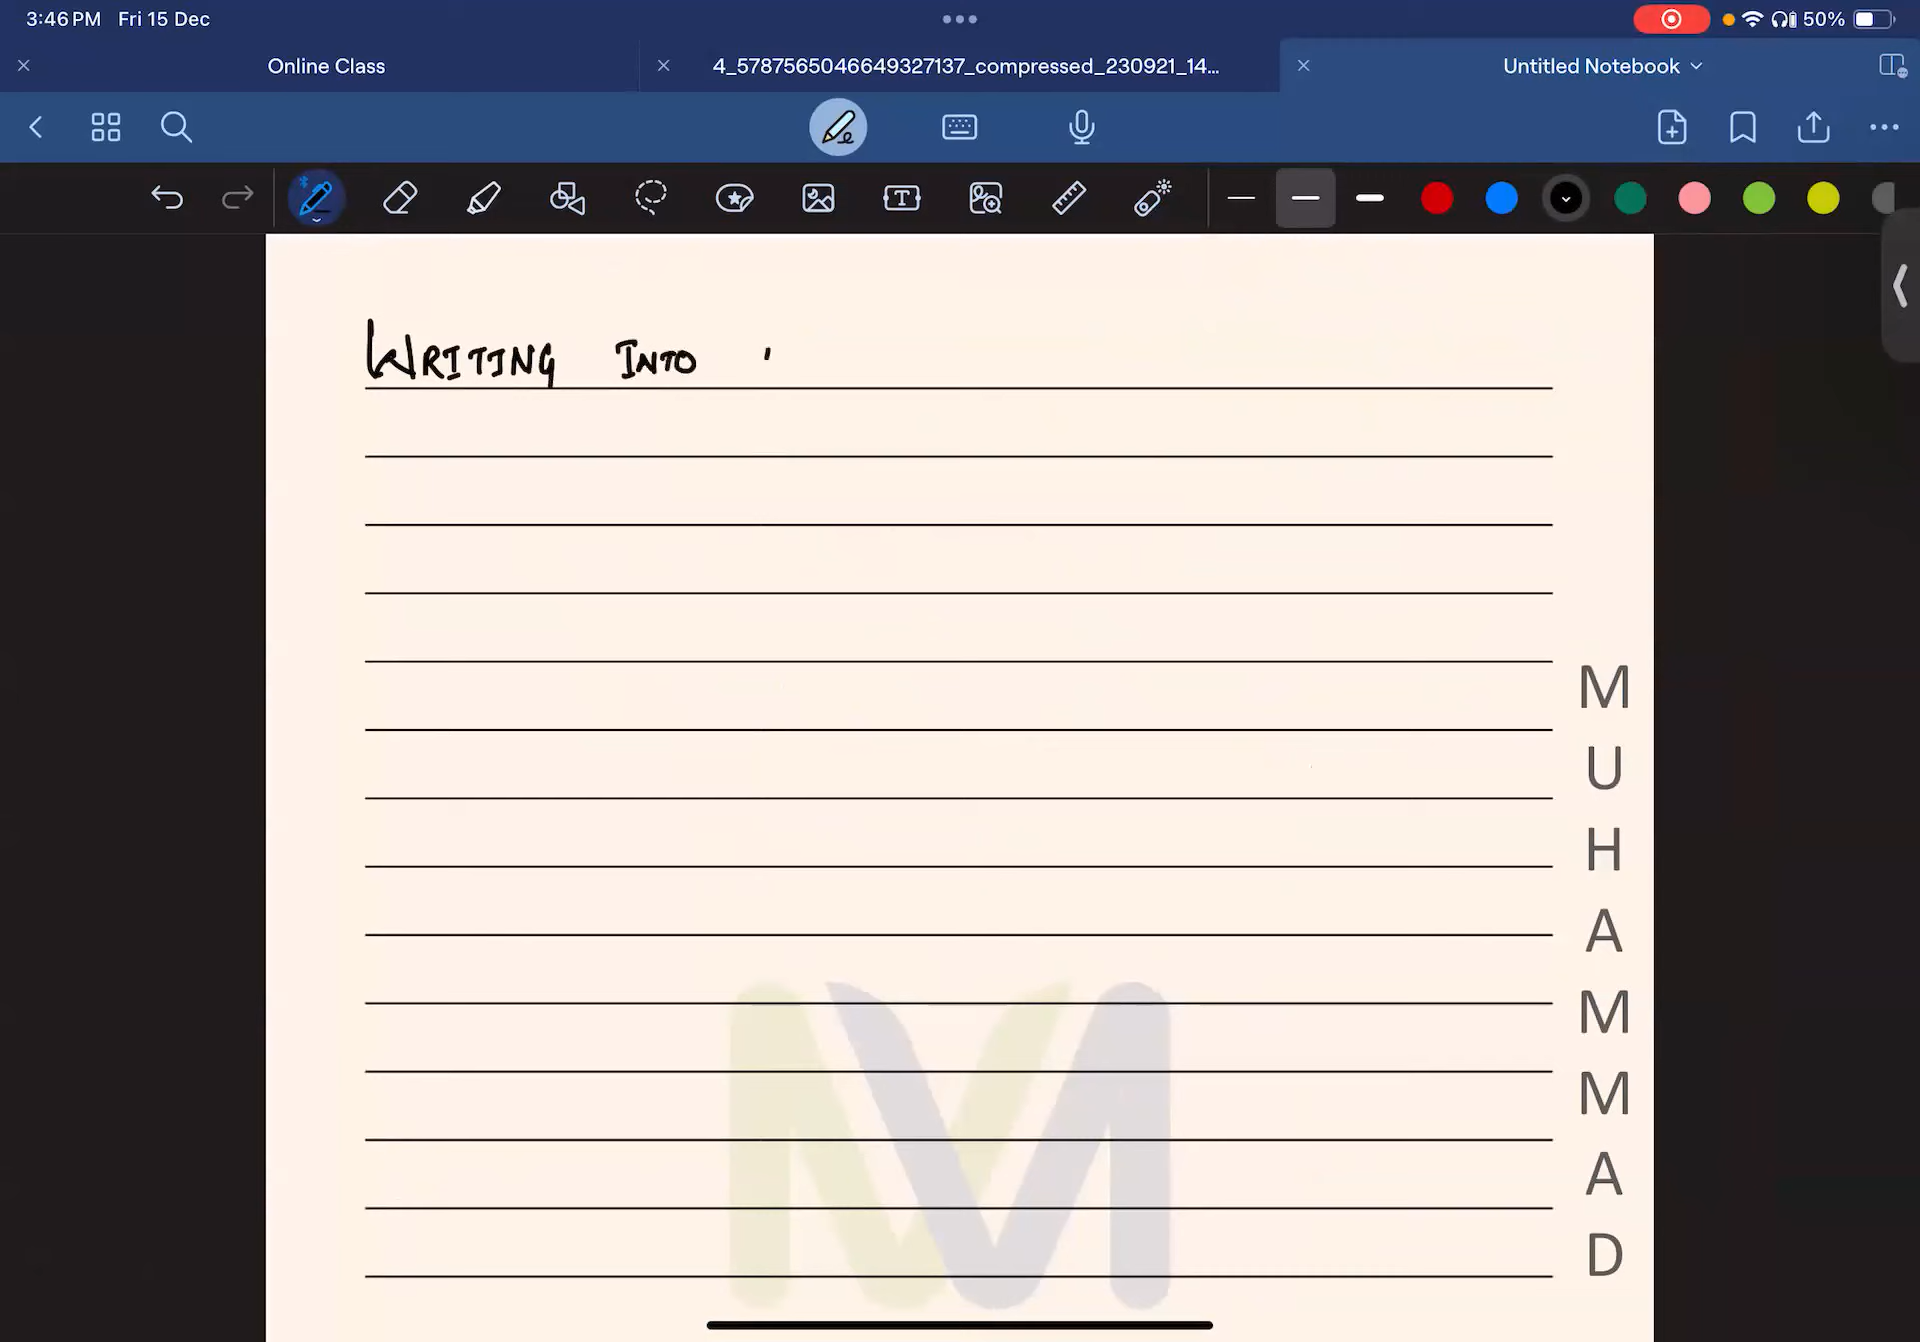 3:46 PM Fri 15 Dec
50%
Online Class
4_5787565046649327137_compressed_230921_14...
Untitled Notebook
WRITING INTO '
M
U
H
A
M
M
A
D